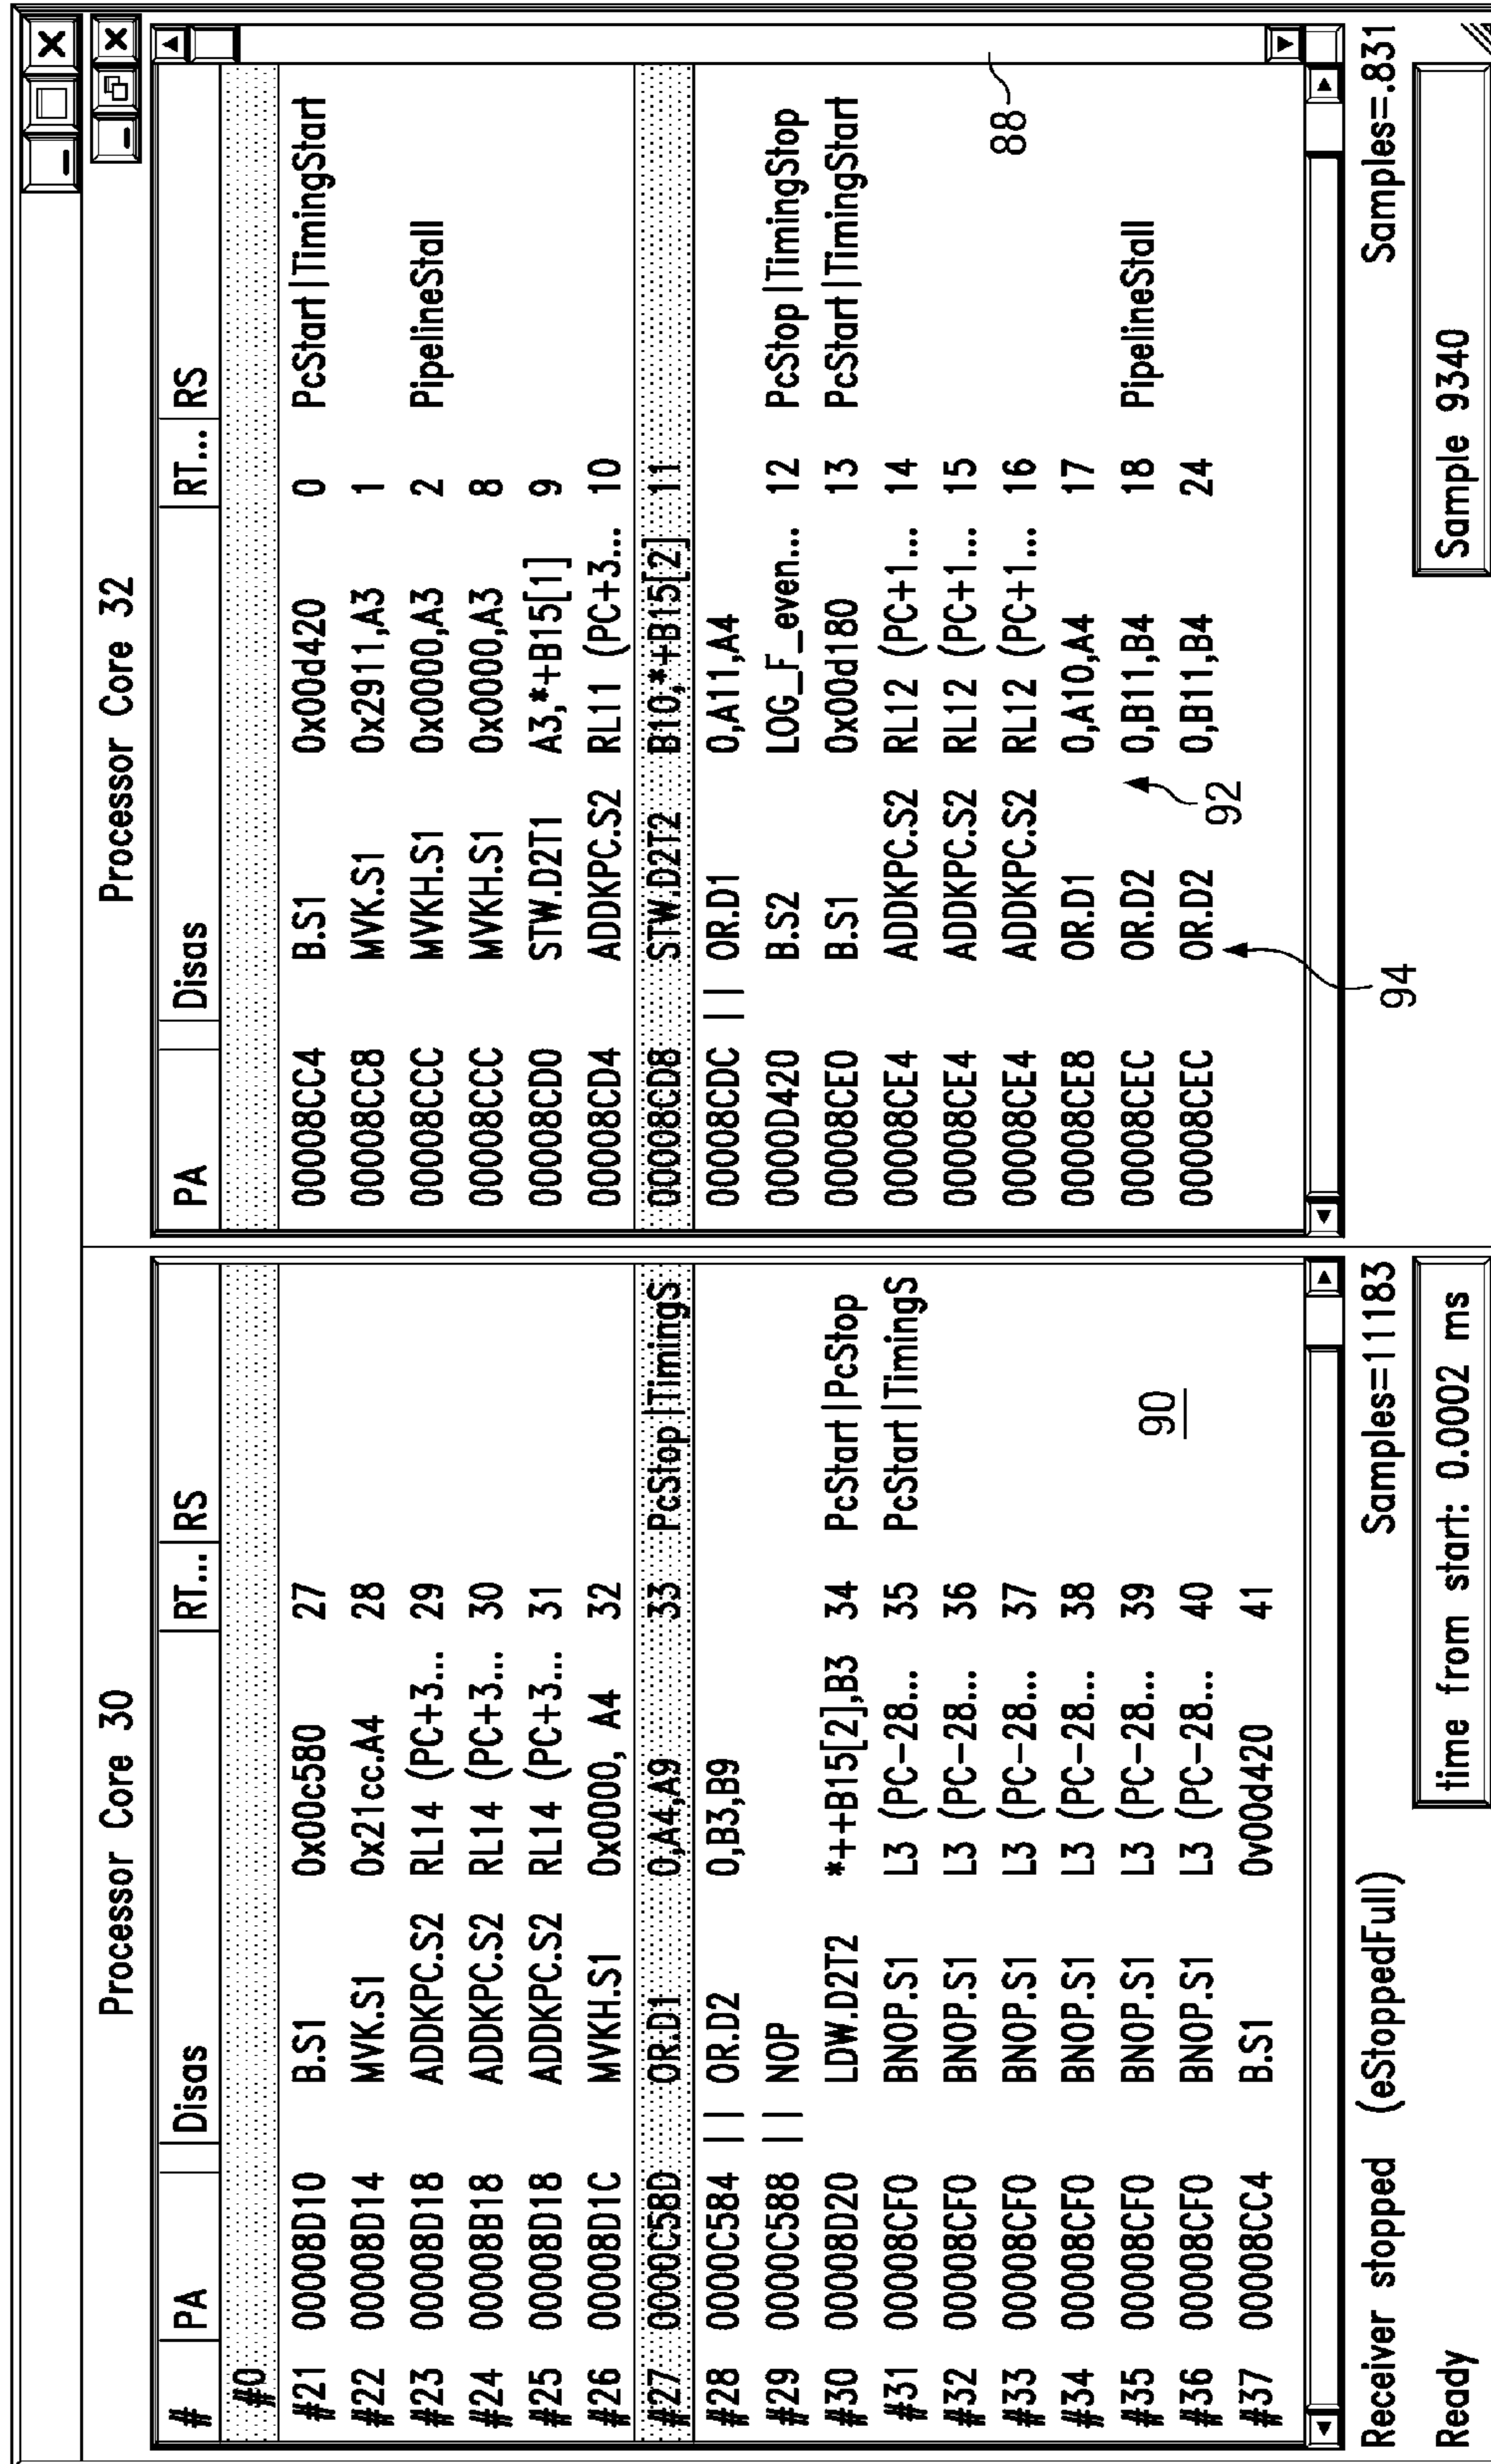 Processor Core 30 Processor Core 32
# PA Disas RT... RS PA Disas RT... RS
#0
#21 00008D10 B.S1 0x00c580 27 00008CC4 B.S1 0x00d420 0 PcStart|TimingStart
#22 00008D14 MVK.S1 0x21cc.A4 28 00008CC8 MVK.S1 0x2911,A3 1
#23 00008D18 ADDKPC.S2 RL14 (PC+3... 29 00008CCC MVKH.S1 0x0000,A3 2 PipelineStall
#24 00008B18 ADDKPC.S2 RL14 (PC+3... 30 00008CCC MVKH.S1 0x0000,A3 8
#25 00008D18 ADDKPC.S2 RL14 (PC+3... 31 00008CD0 STW.D2T1 A3,*+B15[1] 9
#26 00008D1C MVKH.S1 0x0000, A4 32 00008CD4 ADDKPC.S2 RL11 (PC+3... 10
#27 0000C58D OR.D1 0,A4,A9 33 PcStop|TimingS 00008CD8 STW.D2T2 B10,*+B15[2] 11
#28 0000C584 || OR.D2 0,B3,B9 00008CDC || OR.D1 0,A11,A4
#29 0000C588 || NOP 0000D420 B.S2 LOG_F_even... 12 PcStop|TimingStop
#30 00008D20 LDW.D2T2 *++B15[2],B3 34 PcStart|PcStop 00008CE0 B.S1 0x00d180 13 PcStart|TimingStart
#31 00008CF0 BNOP.S1 L3 (PC-28... 35 PcStart|TimingS 00008CE4 ADDKPC.S2 RL12 (PC+1... 14
#32 00008CF0 BNOP.S1 L3 (PC-28... 36 00008CE4 ADDKPC.S2 RL12 (PC+1... 15
#33 00008CF0 BNOP.S1 L3 (PC-28... 37 00008CE4 ADDKPC.S2 RL12 (PC+1... 16 88
#34 00008CF0 BNOP.S1 L3 (PC-28... 38 00008CE8 OR.D1 0,A10,A4 17
#35 00008CF0 BNOP.S1 L3 (PC-28... 39 90 00008CEC OR.D2 0,B11,B4 18 PipelineStall
#36 00008CF0 BNOP.S1 L3 (PC-28... 40 00008CEC OR.D2 0,B11,B4 24
#37 00008CC4 B.S1 0v00d420 41 92
Receiver stopped (eStoppedFull) Samples=11183 94 Samples=.831
Ready time from start: 0.0002 ms Sample 9340